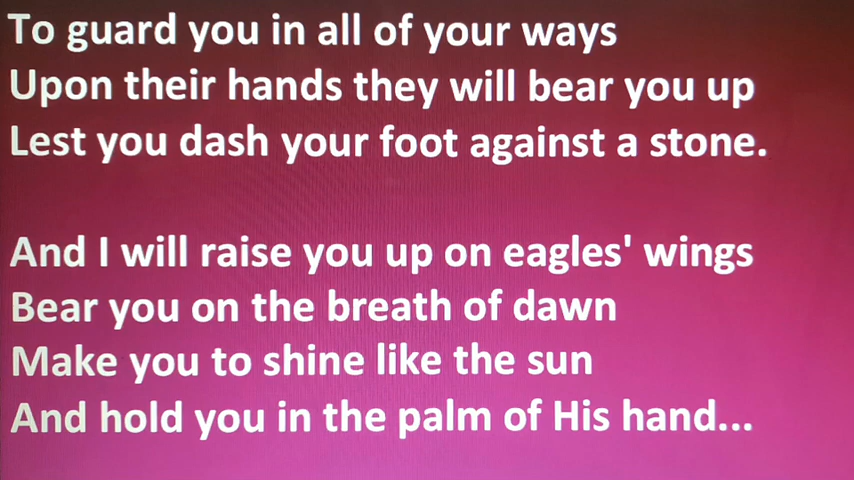 To guard you in all of your ways
Upon their hands they will bear you up
Lest you dash your foot against a stone.
And I will raise you up on eagles' wings
Bear you on the breath of dawn
Make you to shine like the sun
And hold you in the palm of His hand...